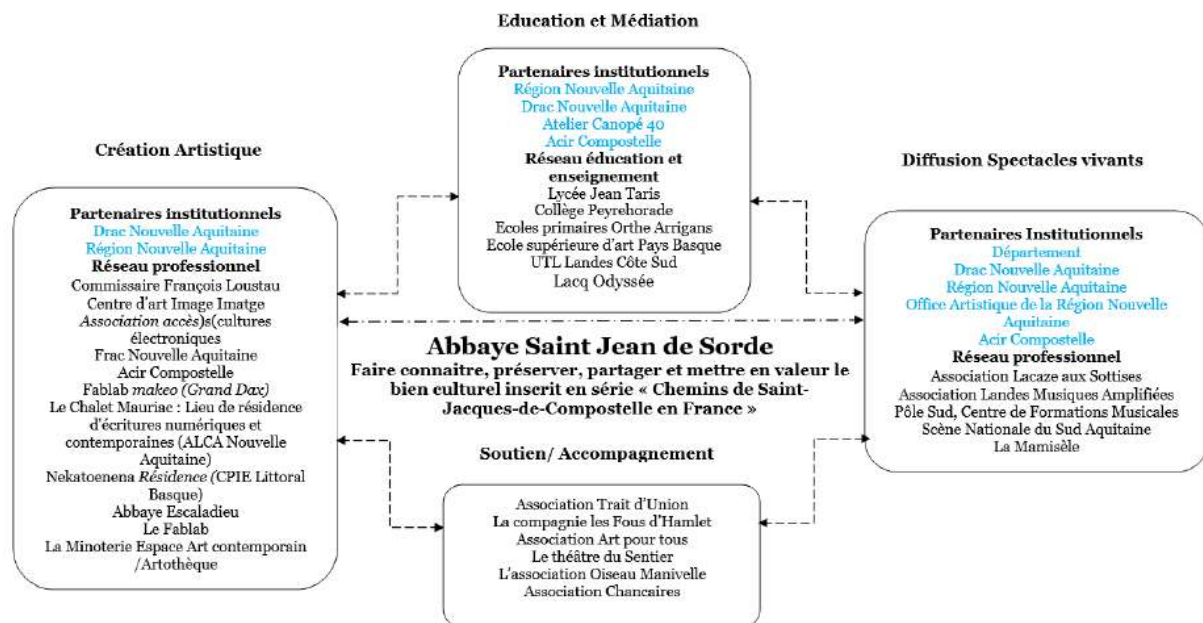 Education et Médiation
Partenaires institutionnels
Région Nouvelle Aquitaine
Drac Nouvelle Aquitaine
Atelier Canopé 40
Acir Compostelle
Réseau éducation et
enseignement
Lycée Jean Taris
Collège Peyrehorade
Ecoles primaires Orthe Arrigans
Ecole supérieure d'art Pays Basque
UTL Landes Côte Sud
Lacq Odyssée
Création Artistique
Partenaires institutionnels
Drac Nouvelle Aquitaine
Région Nouvelle Aquitaine
Réseau professionnel
Commissaire François Loustau
Centre d'art Image Imatge
Association accès)s(cultures
électroniques
Frac Nouvelle Aquitaine
Acir Compostelle
Fablab makeo (Grand Dax)
Le Chalet Mauriac : Lieu de résidence
d'écritures numériques et
contemporaines (ALCA Nouvelle
Aquitaine)
Nekatoenena Résidence (CPIE Littoral
Basque)
Abbaye Escaladieu
Le Fablab
La Minoterie Espace Art contemporain
/Artothèque
Diffusion Spectacles vivants
Partenaires Institutionnels
Département
Drac Nouvelle Aquitaine
Région Nouvelle Aquitaine
Office Artistique de la Région Nouvelle
Aquitaine
Acir Compostelle
Réseau professionnel
Association Lacaze aux Sottises
Association Landes Musiques Amplifiées
Pôle Sud, Centre de Formations Musicales
Scène Nationale du Sud Aquitaine
La Mamisèle
Abbaye Saint Jean de Sorde
Faire connaitre, préserver, partager et mettre en valeur le
bien culturel inscrit en série « Chemins de Saint-
Jacques-de-Compostelle en France »
Soutien/ Accompagnement
Association Trait d'Union
La compagnie les Fous d'Hamlet
Association Art pour tous
Le théâtre du Sentier
L'association Oiseau Manivelle
Association Chancaires